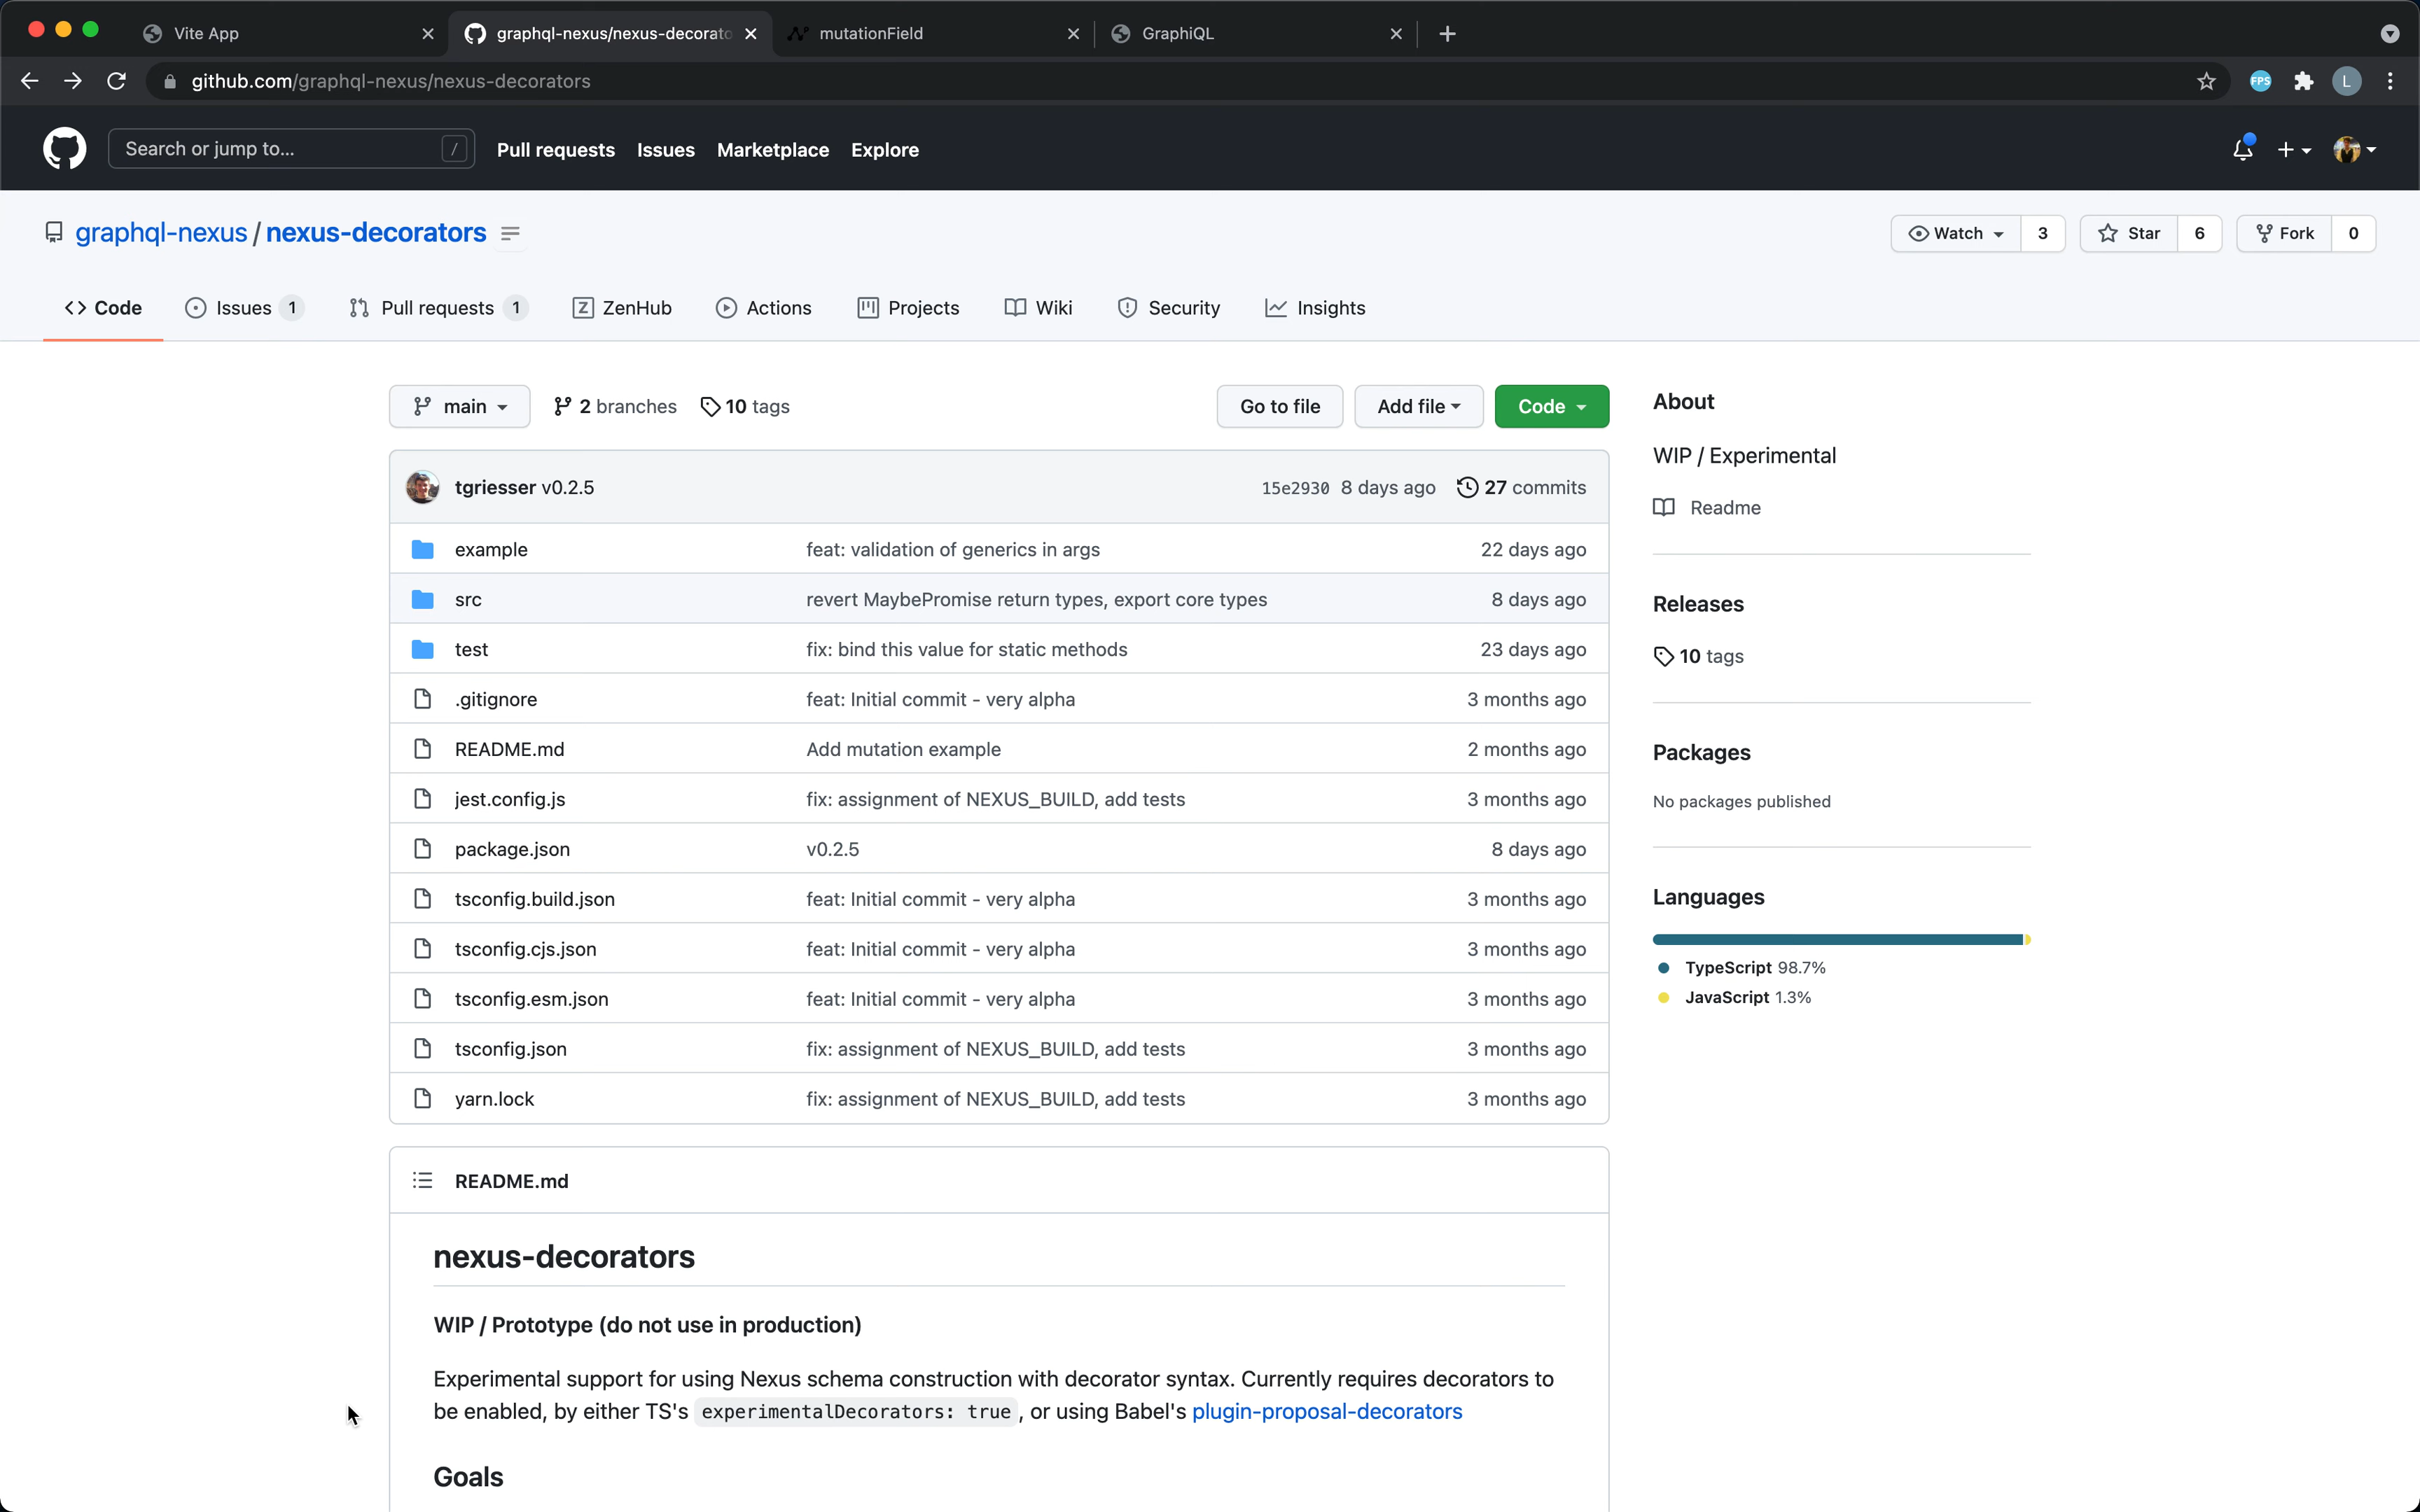 Vite App
graphql-nexus/nexus-decorato
mutationField
GraphiQL
github.com/graphql-nexus/nexus-decorators
FPS
L
Search or jump to...
/
Pull requests
Issues
Marketplace
Explore
graphql-nexus / nexus-decorators
Watch 3
Star 6
Fork 0
Code
Issues 1
Pull requests 1
Z ZenHub
Actions
Projects
Wiki
Security
Insights
main
2 branches
10 tags
Go to file
Add file
Code
tgriesser v0.2.5
15e2930 8 days ago
27 commits
example feat: validation of generics in args 22 days ago
src revert MaybePromise return types, export core types 8 days ago
test fix: bind this value for static methods 23 days ago
.gitignore feat: Initial commit - very alpha 3 months ago
README.md Add mutation example 2 months ago
jest.config.js fix: assignment of NEXUS_BUILD, add tests 3 months ago
package.json v0.2.5 8 days ago
tsconfig.build.json feat: Initial commit - very alpha 3 months ago
tsconfig.cjs.json feat: Initial commit - very alpha 3 months ago
tsconfig.esm.json feat: Initial commit - very alpha 3 months ago
tsconfig.json fix: assignment of NEXUS_BUILD, add tests 3 months ago
yarn.lock fix: assignment of NEXUS_BUILD, add tests 3 months ago
README.md
nexus-decorators
WIP / Prototype (do not use in production)
Experimental support for using Nexus schema construction with decorator syntax. Currently requires decorators to
be enabled, by either TS's experimentalDecorators: true , or using Babel's plugin-proposal-decorators
Goals
About
WIP / Experimental
Readme
Releases
10 tags
Packages
No packages published
Languages
TypeScript 98.7%
JavaScript 1.3%